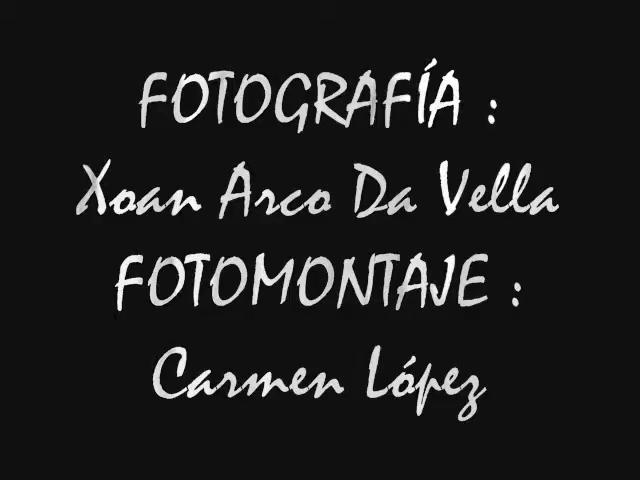 FOTOGRAFÍA :
Xoan Arco Da Vella
FOTOMONTAJE :
Carmen López